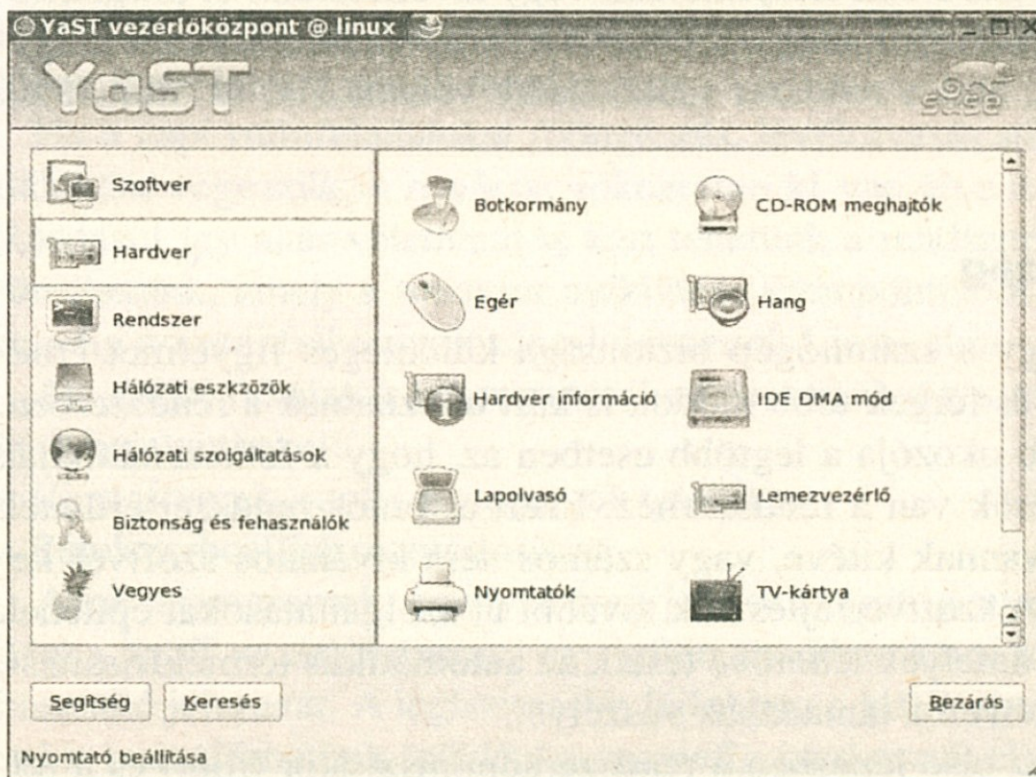 YaST vezérlőközpont @ linux
YaST
suse
Szoftver
Hardver
Rendszer
Hálózati eszközök
Hálózati szolgáltatások
Biztonság és fehasználók
Vegyes
Botkormány
CD-ROM meghajtók
Egér
Hang
Hardver információ
IDE DMA mód
Lapolvasó
Lemezvezérlő
Nyomtatók
TV-kártya
Segítség
Keresés
Bezárás
Nyomtató beállítása